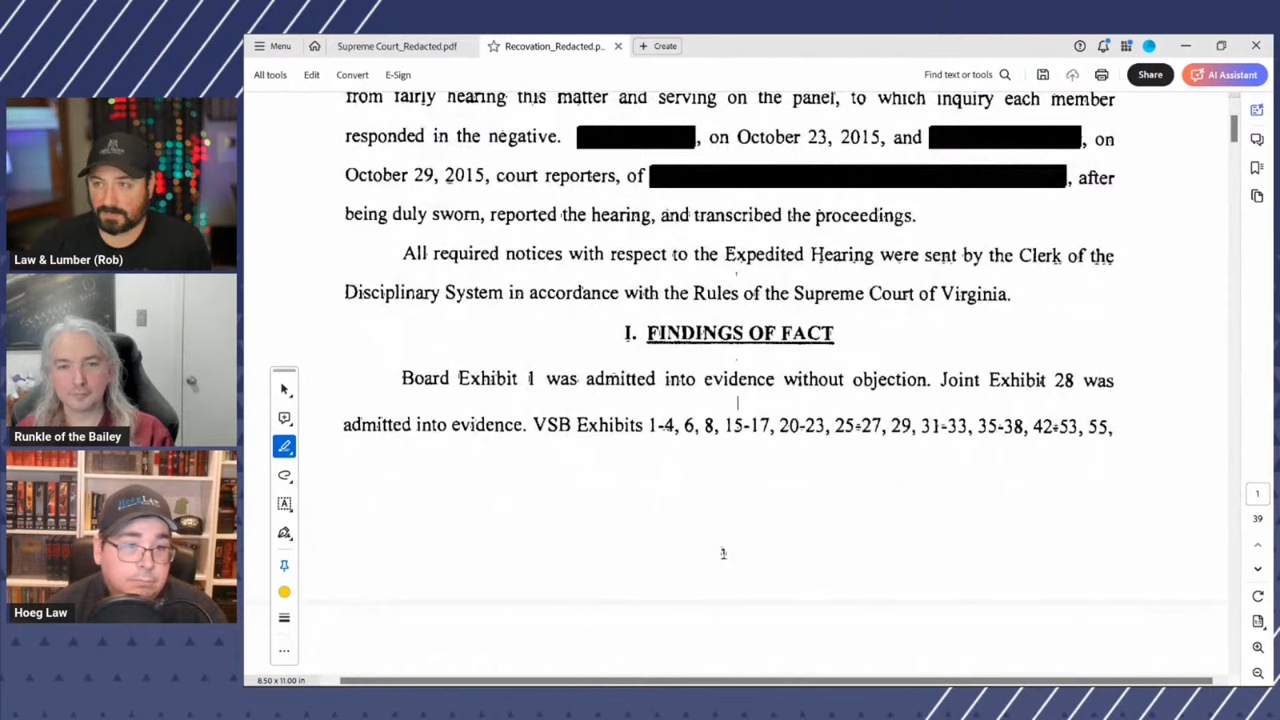 Menu
Supreme Court_Redacted.pdf
Recovation_Redacted.p...
Create
All tools
Edit
Convert
E-Sign
Find text or tools
Share
AI Assistant
from fairly hearing this matter and serving on the panel, to which inquiry each member
responded in the negative. , on October 23, 2015, and , on
October 29, 2015, court reporters, of , after
being duly sworn, reported the hearing, and transcribed the proceedings.
All required notices with respect to the Expedited Hearing were sent by the Clerk of the
Disciplinary System in accordance with the Rules of the Supreme Court of Virginia.
I. FINDINGS OF FACT
Board Exhibit 1 was admitted into evidence without objection. Joint Exhibit 28 was
admitted into evidence. VSB Exhibits 1-4, 6, 8, 15-17, 20-23, 25-27, 29, 31-33, 35-38, 42-53, 55,
1
1
39
8.50 x 11.00 in
Law & Lumber (Rob)
Runkle of the Bailey
HOEG LAW
Hoeg Law